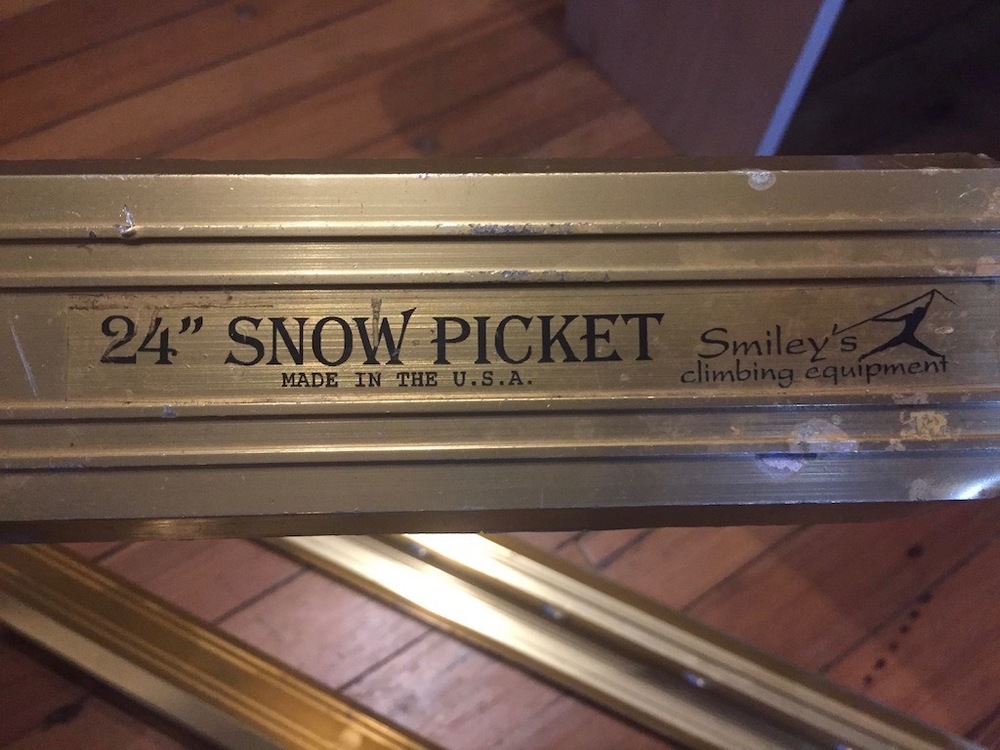 24” SNOW PICKET
MADE IN THE U.S.A.
Smiley's
climbing equipment